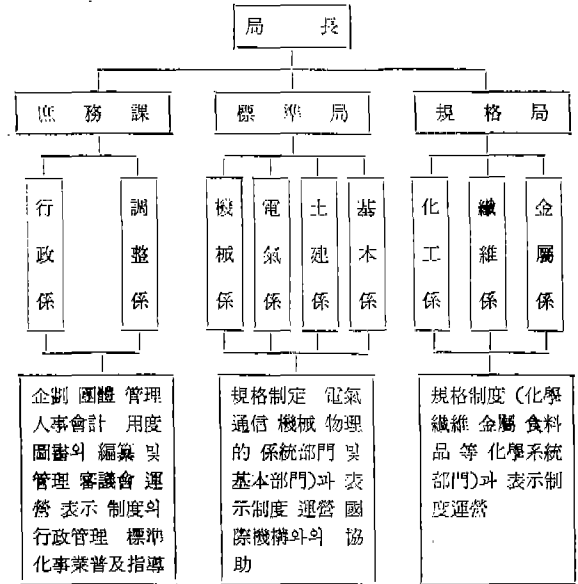 局長
庶務課
標準局
規格局
行政係
調整係
機械係
電氣係
土建係
基本係
化工係
纖維係
金屬係
企劃 團體 管理
人事會計 用度
圖書의 編纂 및
管理 審議會 運
營 表示 制度의
行政管理 標準
化事業普及指導
規格制定 電氣
通信 機械 物理
的 係統部門 및
基本部門)과 表
示制度 運營 國
際機構와의 協
助
規格制度 (化學
纖維 金屬 食料
品 等 化學系統
部門)과 表示制
度運營